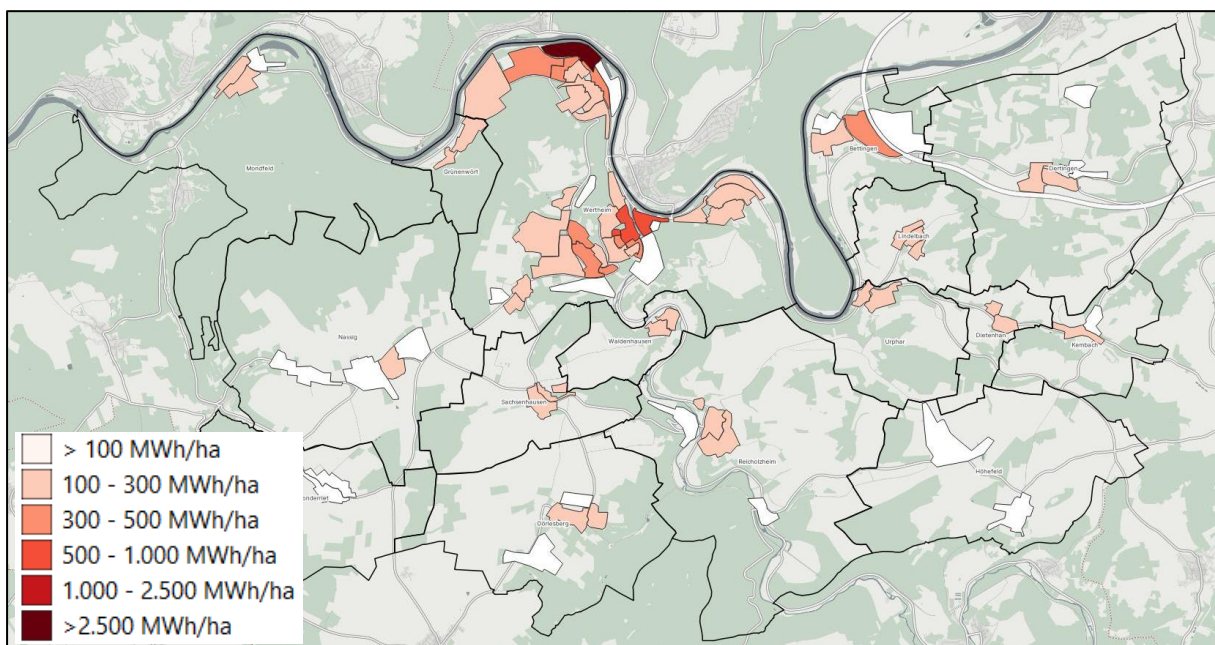 Mondfeld
Grünenwört
Bettingen
Dertingen
Wertheim
Lindelbach
Nassig
Waldenhausen
Urphar
Dietenhan
Kembach
Sachsenhausen
Reicholzheim
Höhefeld
onderriet
Dörlesberg
> 100 MWh/ha
100 - 300 MWh/ha
300 - 500 MWh/ha
500 - 1.000 MWh/ha
1.000 - 2.500 MWh/ha
>2.500 MWh/ha